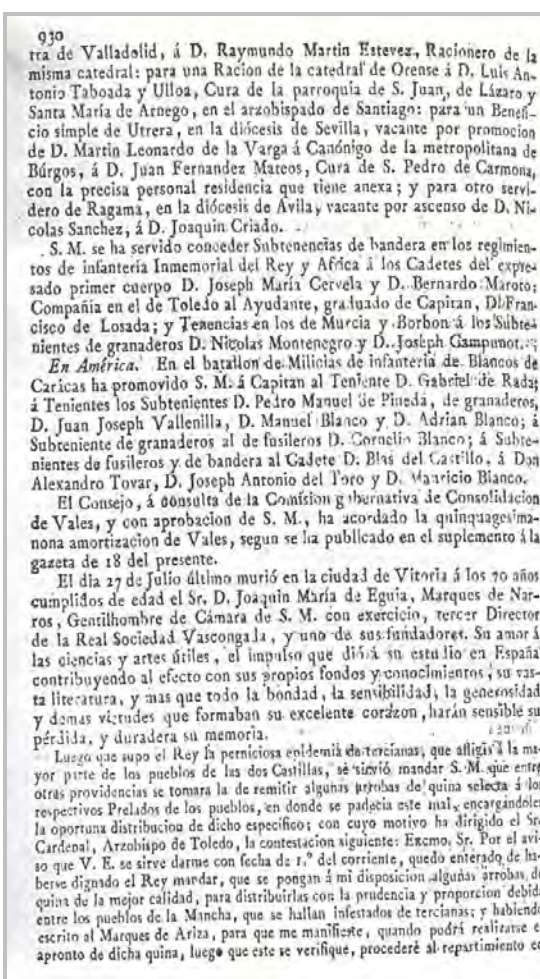 930
tra de Valladolid, á D. Raymundo Martin Estevez, Racionero de la
misma catedral: para una Racion de la catedral de Orense á D. Luis An-
tonio Taboada y Ulloa, Cura de la parroquia de S. Juan, de Lázaro y
Santa María de Arnego, en el arzobispado de Santiago: para un Benefi-
cio simple de Utrera, en la diócesis de Sevilla, vacante por promocion
de D. Martin Leonardo de la Varga á Canónigo de la metropolitana de
Búrgos, á D. Juan Fernandez Mateos, Cura de S. Pedro de Carmona,
con la precisa personal residencia que tiene anexa; y para otro servi-
dero de Ragama, en la diócesis de Avila, vacante por ascenso de D. Ni-
colas Sanchez, á D. Joaquin Criado.
S. M. se ha servido conceder Subtenencias de bandera en los regimien-
tos de infantería Inmemorial del Rey y Africa á los Cadetes del expre-
sado primer cuerpo D. Joseph María Cervela y D. Bernardo Maroto;
Compañía en el de Toledo al Ayudante, graduado de Capitan, D. Fran-
cisco de Losada; y Tenencias en los de Murcia y Borbon á los Subte-
nientes de granaderos D. Nicolas Montenegro y D. Joseph Gampunot.
En América. En el batallon de Milicias de infantería de Blancos de
Carácas ha promovido S. M. á Capitan al Teniente D. Gabriel de Rada;
á Tenientes los Subtenientes D. Pedro Manuel de Pineda, de granaderos,
D. Juan Joseph Vallenilla, D. Manuel Blanco y D. Adrian Blanco; á
Subteniente de granaderos al de fusileros D. Cornelio Blanco; á Subte-
nientes de fusileros y de bandera al Cadete D. Blas del Castillo, á Don
Alexandro Tovar, D. Joseph Antonio del Toro y D. Mauricio Blanco.
El Consejo, á consulta de la Comision gubernativa de Consolidacion
de Vales, y con aprobacion de S. M., ha acordado la quinquagésima-
nona amortizacion de Vales, segun se ha publicado en el suplemento á la
gazeta de 18 del presente.
El dia 27 de Julio último murió en la ciudad de Vitoria á los 70 años
cumplidos de edad el Sr. D. Joaquin María de Eguia, Marques de Nar-
ros, Gentilhombre de Cámara de S. M. con exercicio, tercer Director
de la Real Sociedad Vascongada, y uno de sus fundadores. Su amor á
las ciencias y artes útiles, el impulso que dió á su estudio en España
contribuyendo al efecto con sus propios fondos y conocimientos, su vas-
ta literatura, y mas que todo la bondad, la sensibilidad, la generosidad
y demas virtudes que formaban su excelente corazon, harán sensible su
pérdida, y duradera su memoria.
Luego que supo el Rey la perniciosa epidemia de tercianas, que afligia á la ma-
yor parte de los pueblos de las dos Castillas, se sirvió mandar S. M. que entre
otras providencias se tomara la de remitir algunas arrobas de quina selecta á los
respectivos Prelados de los pueblos, en donde se padecia este mal, encargándoles
la oportuna distribucion de dicho específico; con cuyo motivo ha dirigido el Sr.
Cardenal, Arzobispo de Toledo, la contestacion siguiente: Excmo. Sr. Por el avi-
so que V. E. se sirve darme con fecha de 1.º del corriente, quedo enterado de ha-
berse dignado el Rey mandar, que se pongan á mi disposicion algunas arrobas de
quina de la mejor calidad, para distribuirlas con la prudencia y proporcion debida
entre los pueblos de la Mancha, que se hallan infestados de tercianas; y habiendo
escrito al Marques de Ariza, para que me manifieste, quando podrá realizarse el
apronto de dicha quina, luego que este se verifique, procederé al repartimiento co